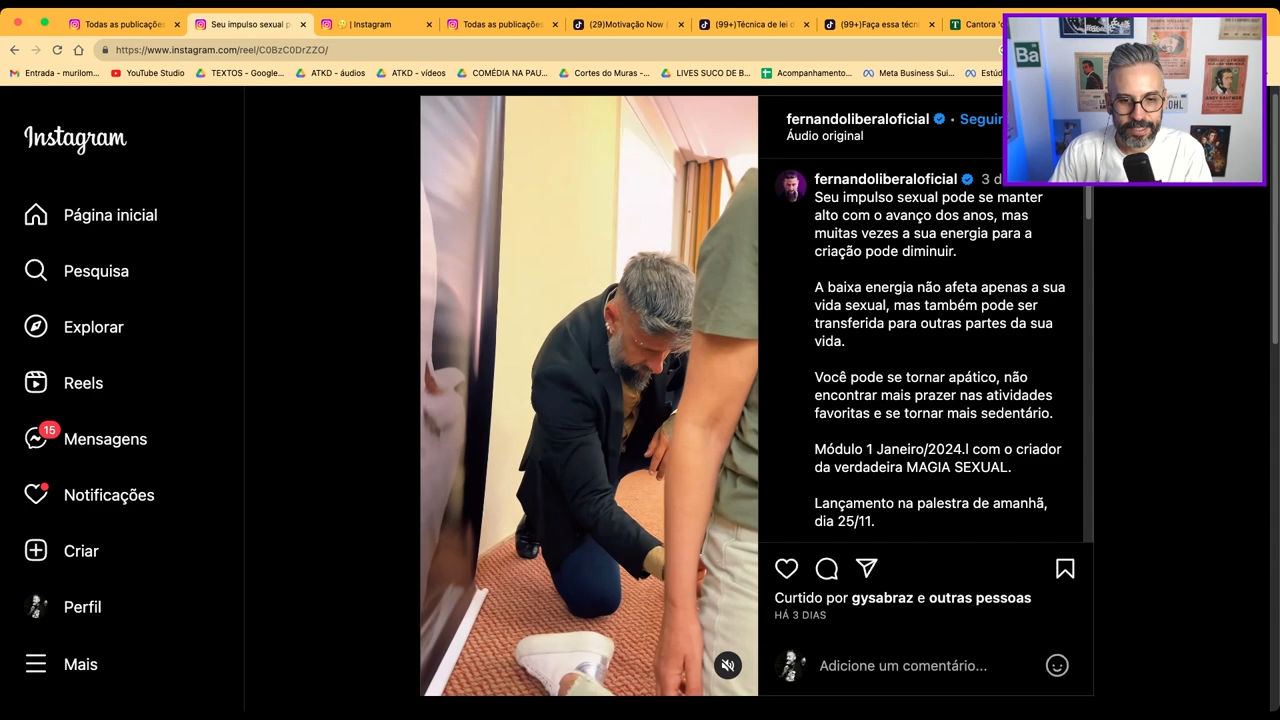 Todas as publicaçõe
Seu impulso sexual p
| Instagram
Todas as publicaçõe
(29)Motivação Now
(99+)Técnica de lei d
(99+)Faça essa técni
Cantora '
https://www.instagram.com/reel/C0BzC0DrZZO/
Entrada - murilom...
YouTube Studio
TEXTOS - Google...
ATKD - áudios
ATKD - vídeos
COMÉDIA NA PAU...
Cortes do Muras -...
LIVES SUCO DE B...
Acompanhamento...
Meta Business Sui...
Estúd
Ba
Instagram
Página inicial
Pesquisa
Explorar
Reels
15
Mensagens
Notificações
Criar
Perfil
Mais
fernandoliberaloficial • Seguir
Áudio original
fernandoliberaloficial 3 d
Seu impulso sexual pode se manter
alto com o avanço dos anos, mas
muitas vezes a sua energia para a
criação pode diminuir.
A baixa energia não afeta apenas a sua
vida sexual, mas também pode ser
transferida para outras partes da sua
vida.
Você pode se tornar apático, não
encontrar mais prazer nas atividades
favoritas e se tornar mais sedentário.
Módulo 1 Janeiro/2024.l com o criador
da verdadeira MAGIA SEXUAL.
Lançamento na palestra de amanhã,
dia 25/11.
Curtido por gysabraz e outras pessoas
HÁ 3 DIAS
Adicione um comentário...